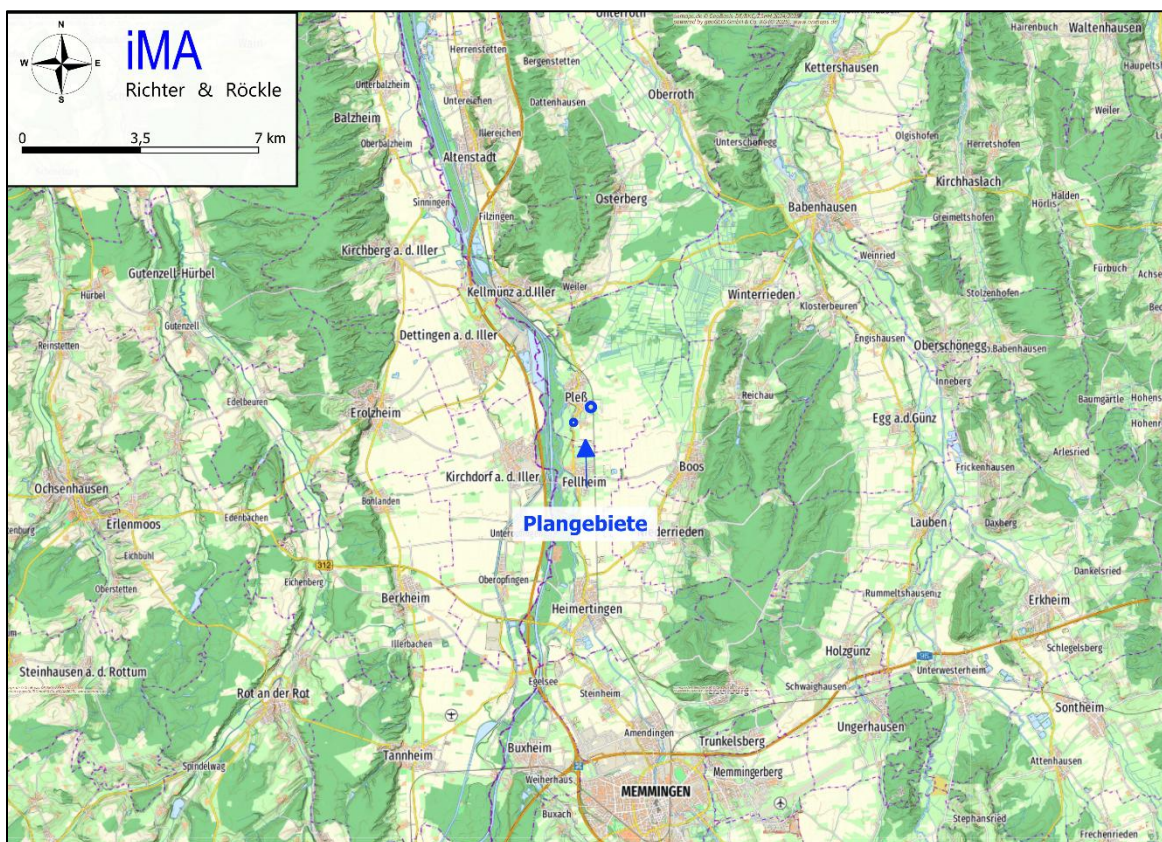 N
W
E
S
iMA
Richter & Röckle
0
3,5
7 km
Unterroth
Herrenstetten
Bergenstetten
Kettershausen
Hairenbuch
Waltenhausen
Haupeltshof
Unterbalzheim
Untereichen
Dattenhausen
Oberroth
Weiler
Balzheim
Illereichen
Olgishofen
Oberbalzheim
Unterschönegg
Herretshofen
Altenstadt
Kirchhaslach
Sinningen
Osterberg
Halden
Hörlis
Filzingen
Babenhausen
Greimeltshofen
Kirchberg a. d. Iller
Weinried
Gutenzell-Hürbel
Weiler
Fürbuch
Hürbel
Kellmünz a.d.Iller
Winterrieden
Stolzenhofen
Klosterbeuren
Gutenzell
Dettingen a. d. Iller
Engishausen
Reinstetten
Oberschönegg
Inneberg
Pleß
Reichau
Edelbeuren
Erolzheim
Baumgärtle
Egg a.d.Günz
Kirchdorf a. d. Iller
Boos
Arlesried
Fellheim
Frickenhausen
Ochsenhausen
Bohlanden
Plangebiete
Lauben
Daxberg
Erlenmoos
Edenbachen
Eichbühl
312
Dankelsried
Eichenberg
Oberopfingen
Oberstetten
Berkheim
Heimertingen
Rummeltshausen
Erkheim
Illerbachen
Holzgünz
Schlegelsberg
Steinhausen a. d. Rottum
Egelsee
Steinheim
Schwaighausen
Unterwesterheim
Rot an der Rot
Ungerhausen
Sontheim
Amendingen
Trunkelsberg
Tannheim
Buxheim
Spindelwag
Weiherhaus
Memmingerberg
Attenhausen
MEMMINGEN
Buxach
Stephansried
Frechenrieden